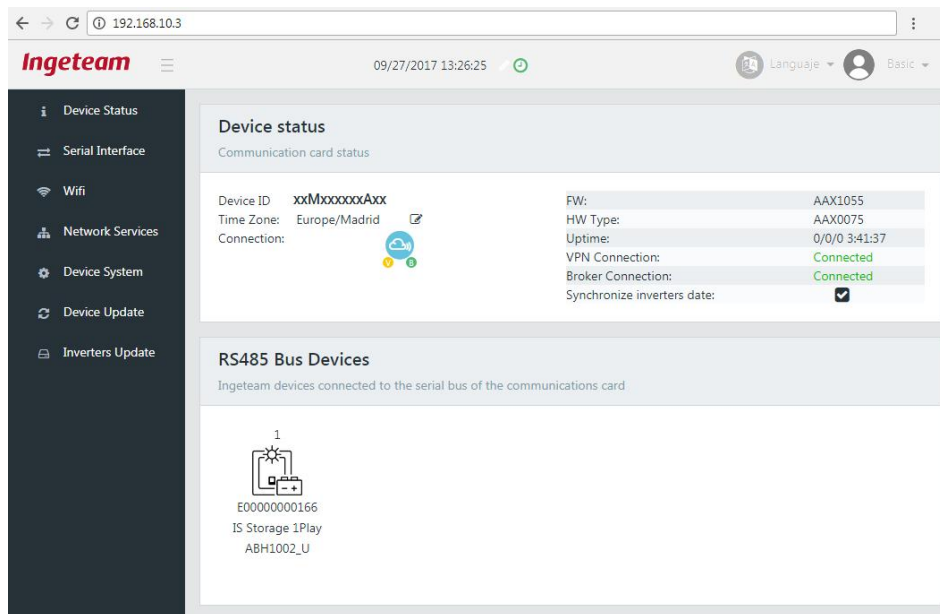 192.168.10.3
Ingeteam
09/27/2017 13:26:25
Languaje
Basic
Device Status
Serial Interface
Wifi
Network Services
Device System
Device Update
Inverters Update
Device status
Communication card status
Device ID xxMxxxxxxAxx
Time Zone: Europe/Madrid
Connection:
V B
FW: AAX1055
HW Type: AAX0075
Uptime: 0/0/0 3:41:37
VPN Connection: Connected
Broker Connection: Connected
Synchronize inverters date:
RS485 Bus Devices
Ingeteam devices connected to the serial bus of the communications card
1
E00000000166
IS Storage 1Play
ABH1002_U